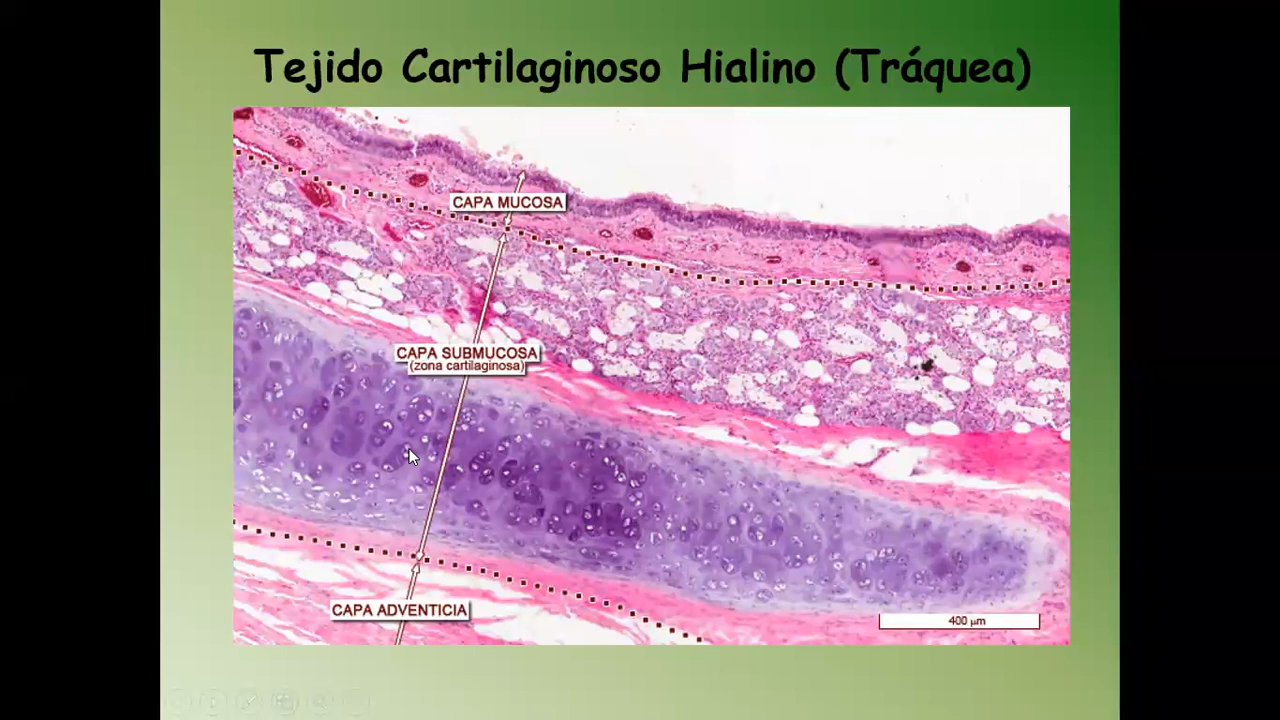 Tejido Cartilaginoso Hialino (Tráquea)
CAPA MUCOSA
CAPA SUBMUCOSA
(zona cartilaginosa)
CAPA ADVENTICIA
400 µm